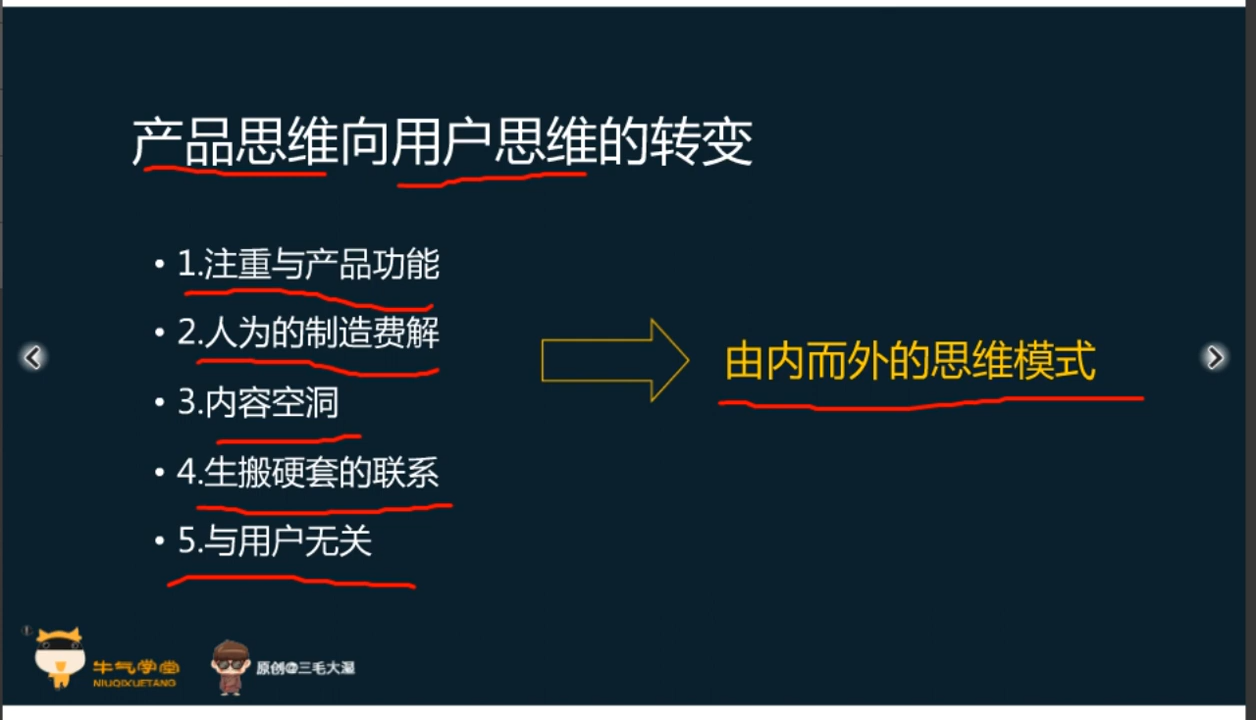 产品思维向用户思维的转变
• 1.注重与产品功能
• 2.人为的制造费解
• 3.内容空洞
• 4.生搬硬套的联系
• 5.与用户无关
由内而外的思维模式
牛气学堂
NIUQIXUETANG
原创@三毛大湿